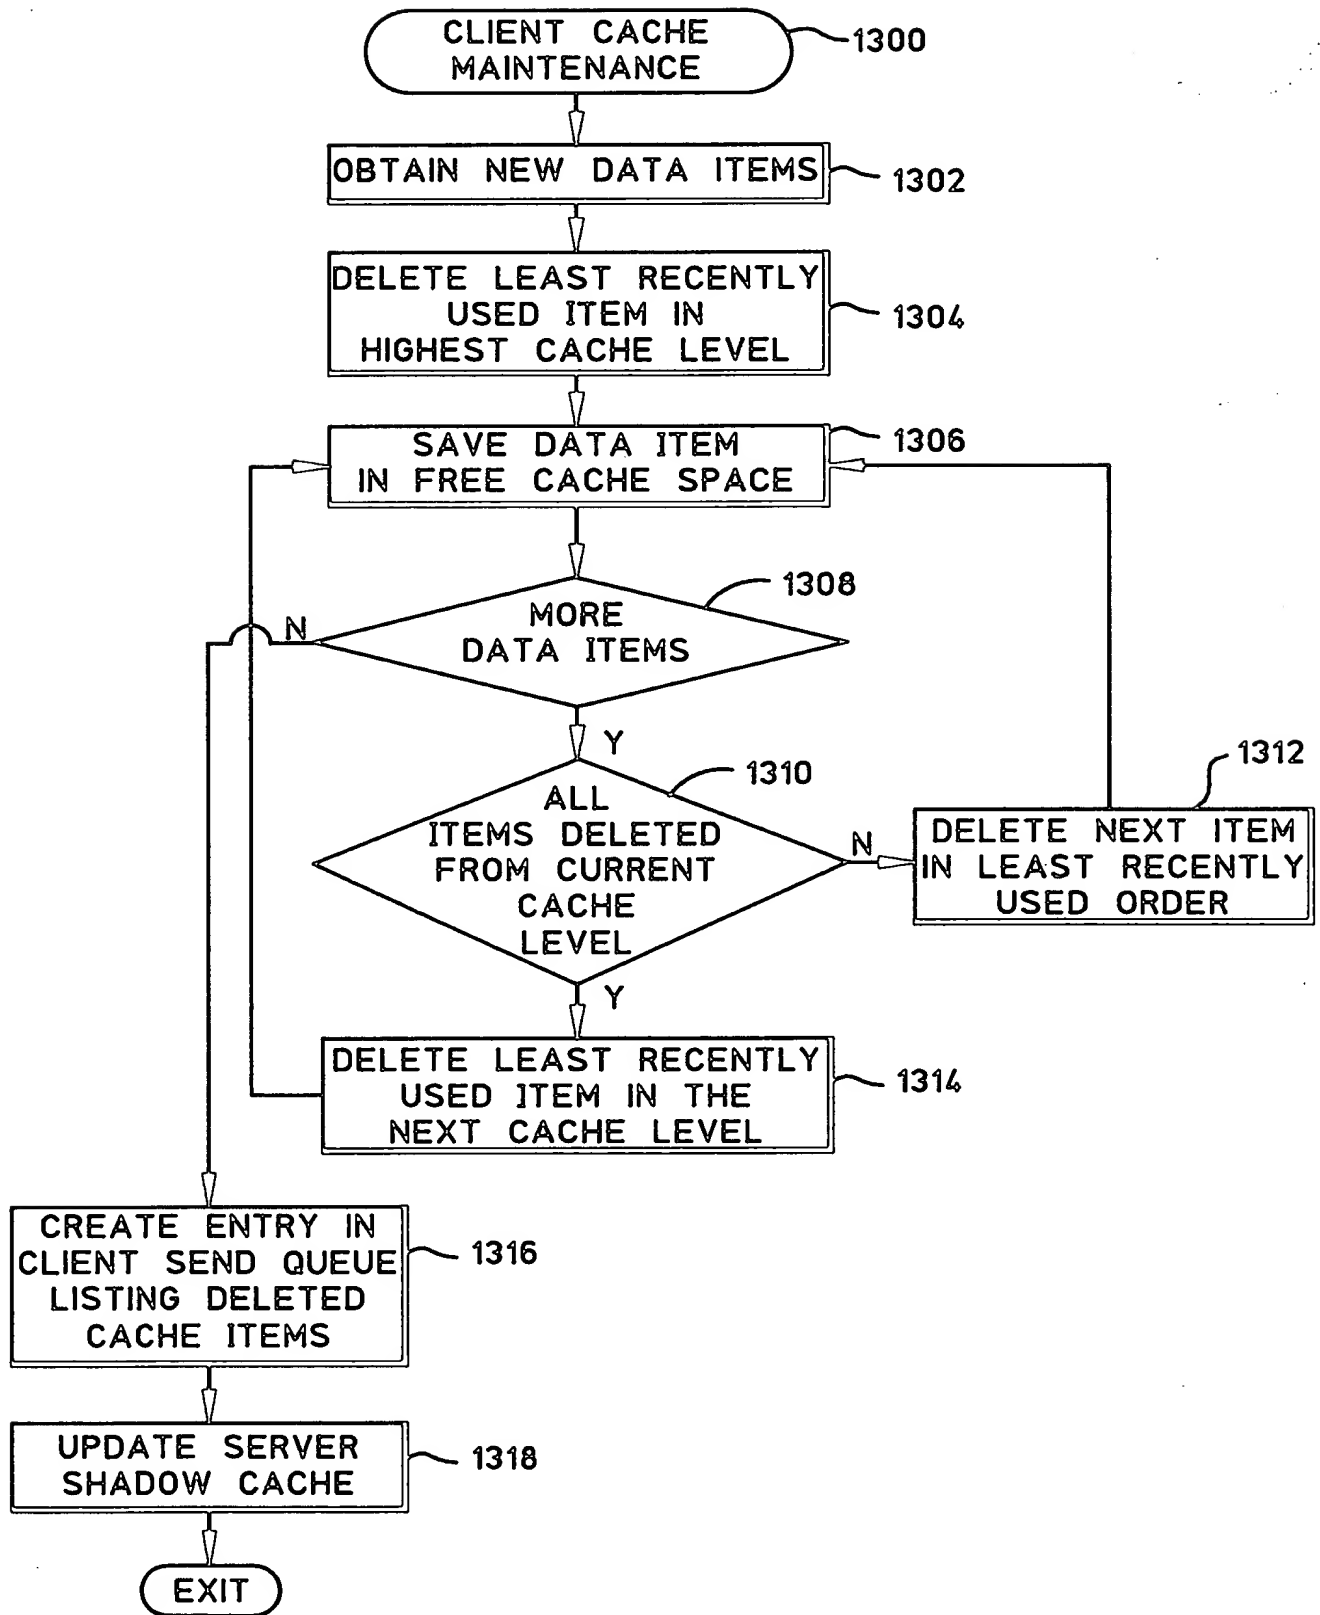 CLIENT CACHE
MAINTENANCE
1300
OBTAIN NEW DATA ITEMS
1302
DELETE LEAST RECENTLY
USED ITEM IN
HIGHEST CACHE LEVEL
1304
SAVE DATA ITEM
IN FREE CACHE SPACE
1306
MORE
DATA ITEMS
1308
N
Y
ALL
ITEMS DELETED
FROM CURRENT
CACHE
LEVEL
1310
N
DELETE NEXT ITEM
IN LEAST RECENTLY
USED ORDER
1312
Y
DELETE LEAST RECENTLY
USED ITEM IN THE
NEXT CACHE LEVEL
1314
CREATE ENTRY IN
CLIENT SEND QUEUE
LISTING DELETED
CACHE ITEMS
1316
UPDATE SERVER
SHADOW CACHE
1318
EXIT